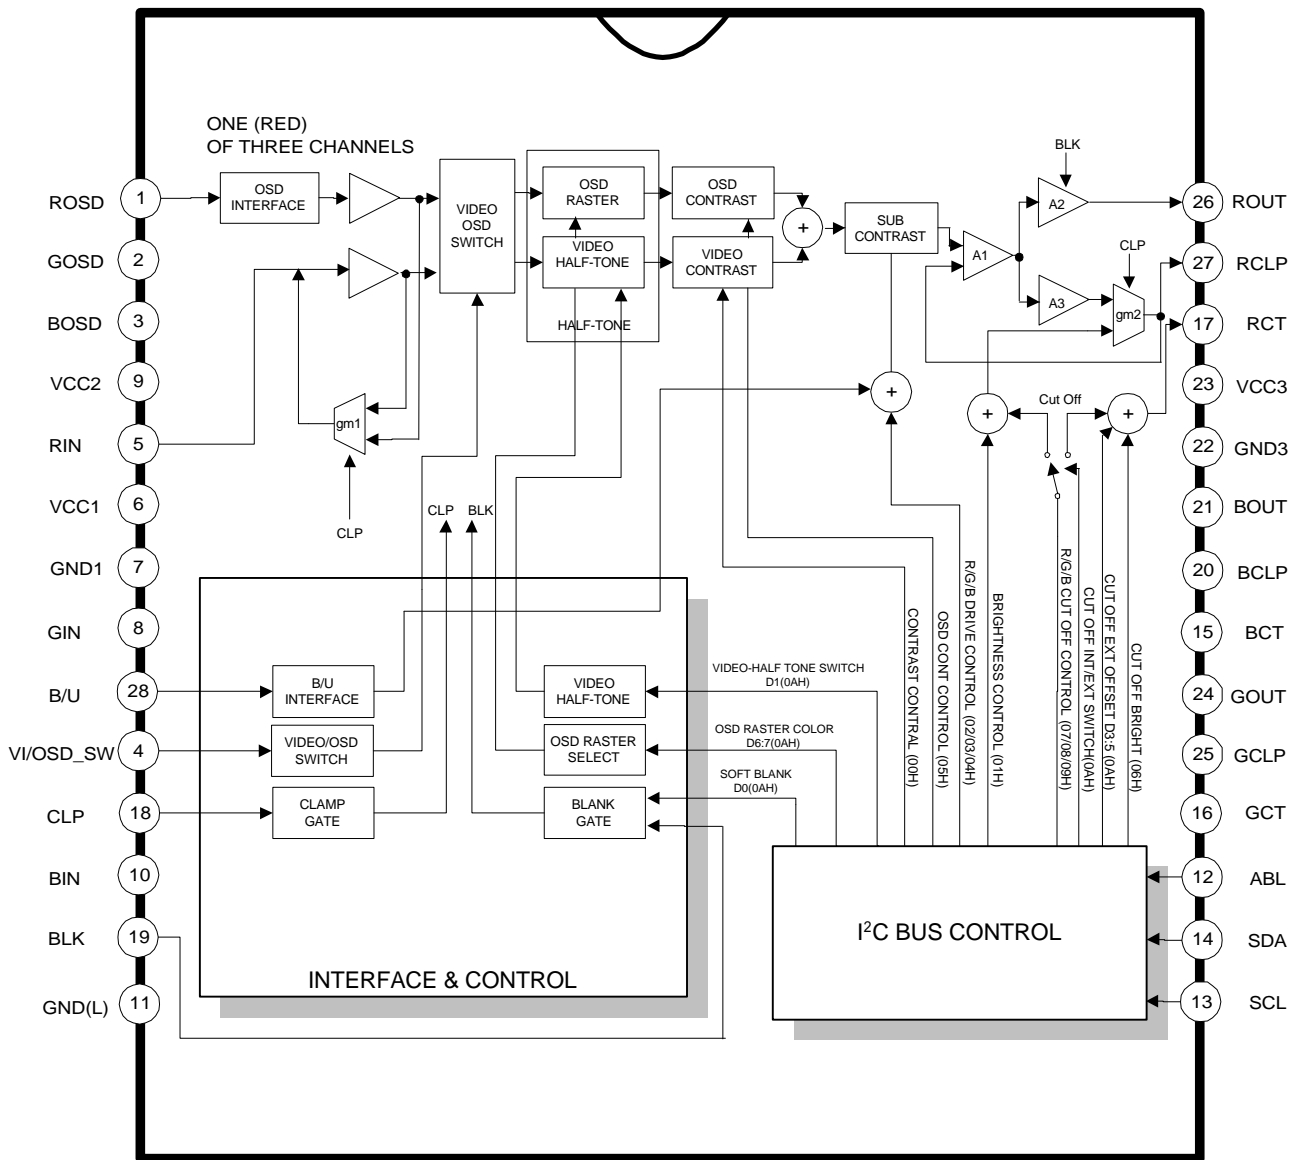 ONE (RED)
OF THREE CHANNELS
ROSD
1
GOSD
2
BOSD
3
VCC2
9
RIN
5
VCC1
6
GND1
7
GIN
8
B/U
28
VI/OSD_SW
4
CLP
18
BIN
10
BLK
19
GND(L)
11
OSD
INTERFACE
VIDEO
OSD
SWITCH
OSD
RASTER
VIDEO
HALF-TONE
HALF-TONE
OSD
CONTRAST
VIDEO
CONTRAST
+
SUB
CONTRAST
A1
BLK
A2
A3
CLP
gm2
gm1
CLP
CLP
BLK
+
+
Cut Off
+
B/U
INTERFACE
VIDEO/OSD
SWITCH
CLAMP
GATE
VIDEO
HALF-TONE
OSD RASTER
SELECT
BLANK
GATE
INTERFACE & CONTROL
VIDEO-HALF TONE SWITCH
D1(0AH)
OSD RASTER COLOR
D6:7(0AH)
SOFT BLANK
D0(0AH)
CONTRAST CONTRAL (00H)
OSD CONT CONTROL (05H)
R/G/B DRIVE CONTROL (02/03/04H)
BRIGHTNESS CONTROL (01H)
R/G/B CUT OFF CONTROL (07/08/09H)
CUT OFF INT/EXT SWITCH(0AH)
CUT OFF EXT OFFSET D3:5 (0AH)
CUT OFF BRIGHT (06H)
I²C BUS CONTROL
26
ROUT
27
RCLP
17
RCT
23
VCC3
22
GND3
21
BOUT
20
BCLP
15
BCT
24
GOUT
25
GCLP
16
GCT
12
ABL
14
SDA
13
SCL